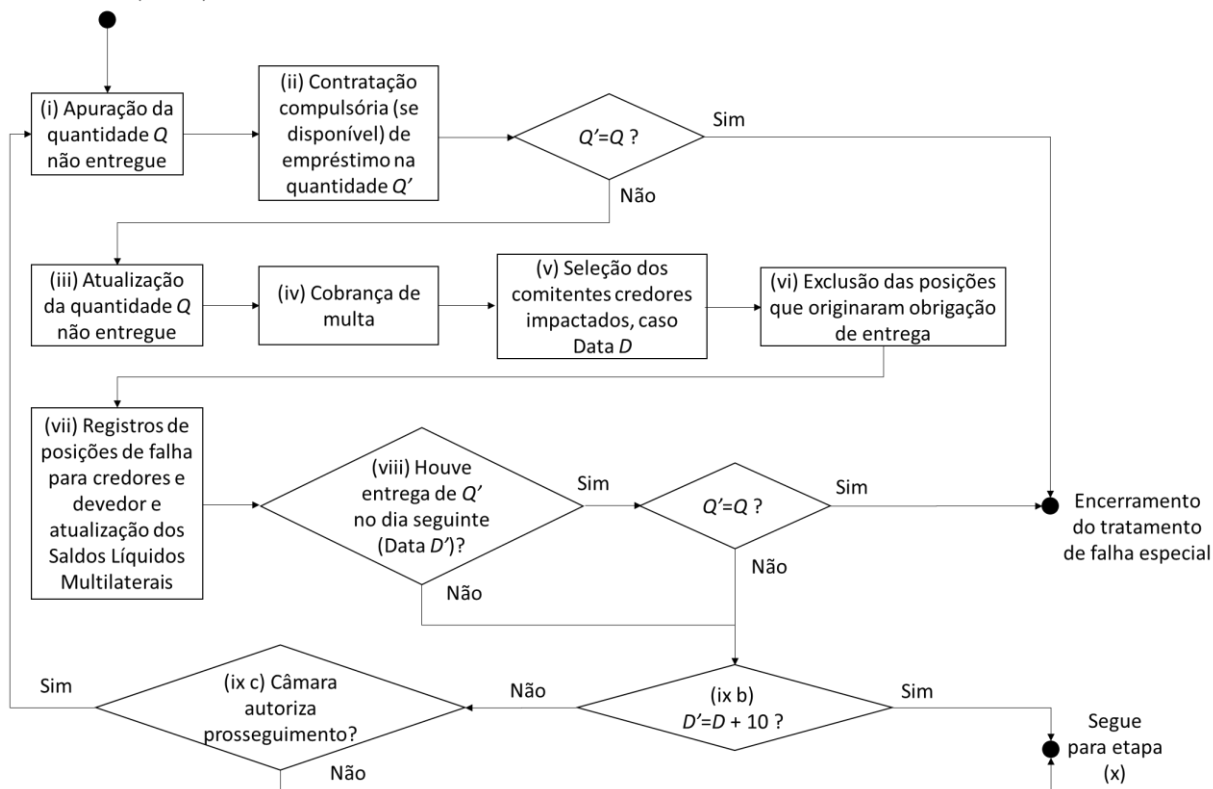 (i) Apuração da
quantidade Q
não entregue
(ii) Contratação
compulsória (se
disponível) de
empréstimo na
quantidade Q'
Q'=Q ?
Sim
Não
(iii) Atualização
da quantidade Q
não entregue
(iv) Cobrança de
multa
(v) Seleção dos
comitentes credores
impactados, caso
Data D
(vi) Exclusão das posições
que originaram obrigação
de entrega
(vii) Registros de
posições de falha
para credores e
devedor e
atualização dos
Saldos Líquidos
Multilaterais
(viii) Houve
entrega de Q'
no dia seguinte
(Data D')?
Sim
Não
Q'=Q ?
Sim
Não
Encerramento
do tratamento
de falha especial
(ix b)
D'=D + 10 ?
Não
Sim
(ix c) Câmara
autoriza
prosseguimento?
Sim
Não
Segue
para etapa
(x)